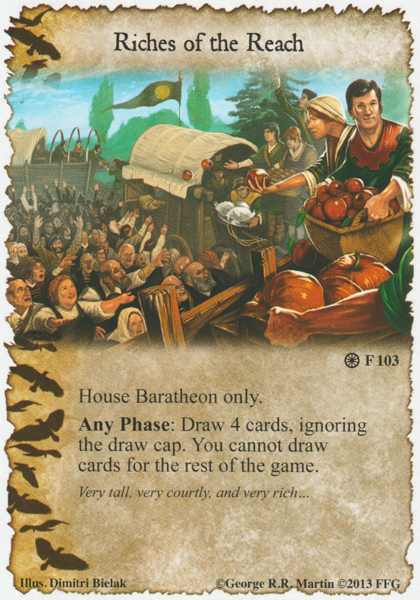 Riches of the Reach
F 103
House Baratheon only.
Any Phase: Draw 4 cards, ignoring
the draw cap. You cannot draw
cards for the rest of the game.
Very tall, very courtly, and very rich…
Illus. Dimitri Bielak ©George R.R. Martin ©2013 FFG